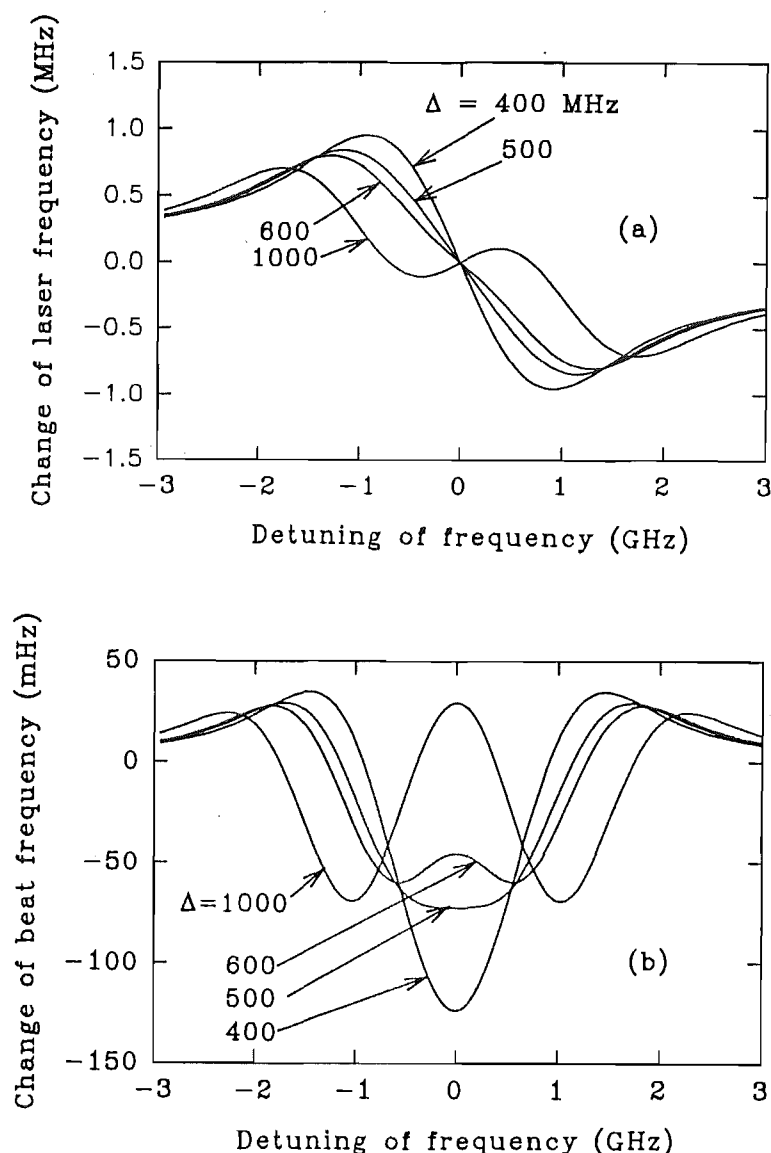 Change of laser frequency (MHz)
1.5
1.0
0.5
0.0
−0.5
−1.0
−1.5
Δ = 400 MHz
500
600
1000
(a)
−3 −2 −1 0 1 2 3
Detuning of frequency (GHz)
Change of beat frequency (mHz)
50
0
−50
−100
−150
Δ=1000
600
500
400
(b)
−3 −2 −1 0 1 2 3
Detuning of frequency (GHz)